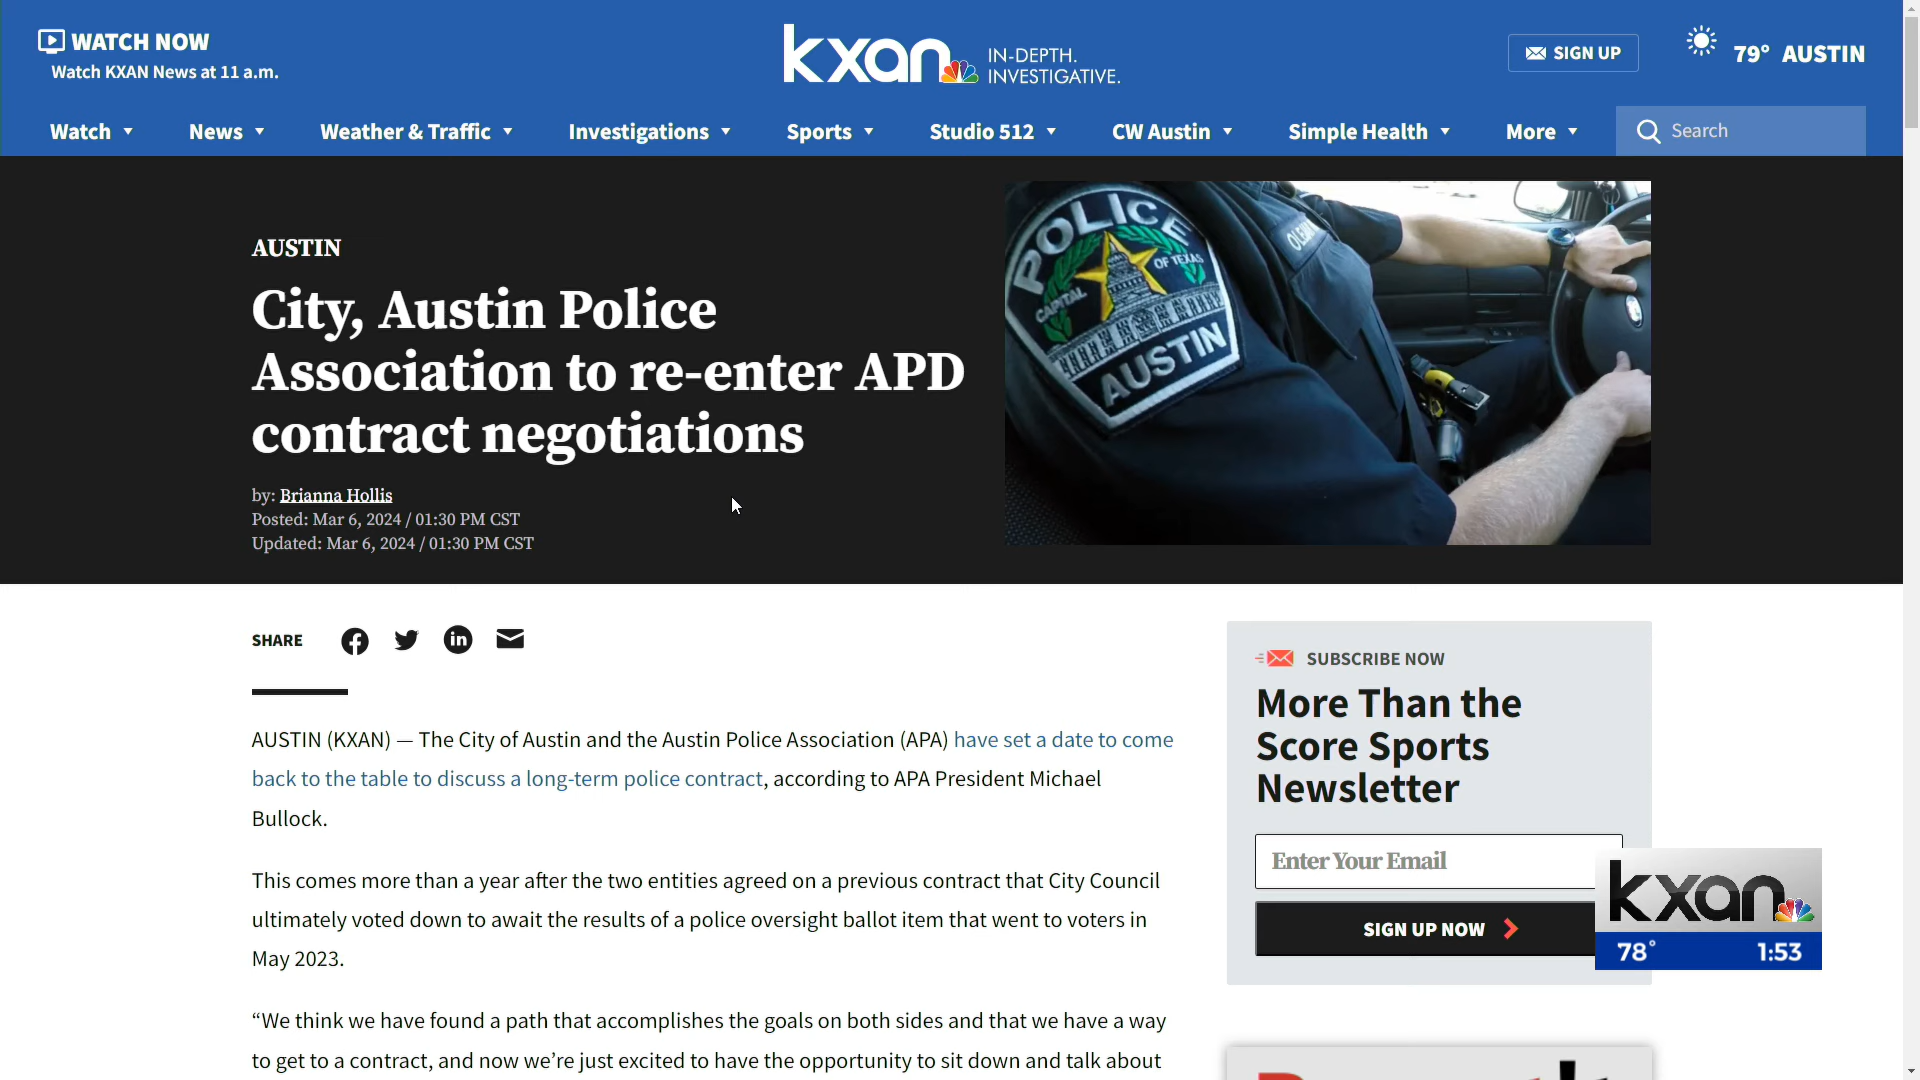 WATCH NOW
Watch KXAN News at 11 a.m.
kxan IN-DEPTH.
INVESTIGATIVE.
SIGN UP
79° AUSTIN
Watch News Weather & Traffic Investigations Sports Studio 512 CW Austin Simple Health More Search
AUSTIN
City, Austin Police
Association to re-enter APD
contract negotiations
by: Brianna Hollis
Posted: Mar 6, 2024 / 01:30 PM CST
Updated: Mar 6, 2024 / 01:30 PM CST
POLICE
CAPITAL
OF TEXAS
AUSTIN
SHARE
AUSTIN (KXAN) — The City of Austin and the Austin Police Association (APA) have set a date to come
back to the table to discuss a long-term police contract, according to APA President Michael
Bullock.
This comes more than a year after the two entities agreed on a previous contract that City Council
ultimately voted down to await the results of a police oversight ballot item that went to voters in
May 2023.
“We think we have found a path that accomplishes the goals on both sides and that we have a way
to get to a contract, and now we’re just excited to have the opportunity to sit down and talk about
SUBSCRIBE NOW
More Than the
Score Sports
Newsletter
Enter Your Email
SIGN UP NOW
kxan
78° 1:53